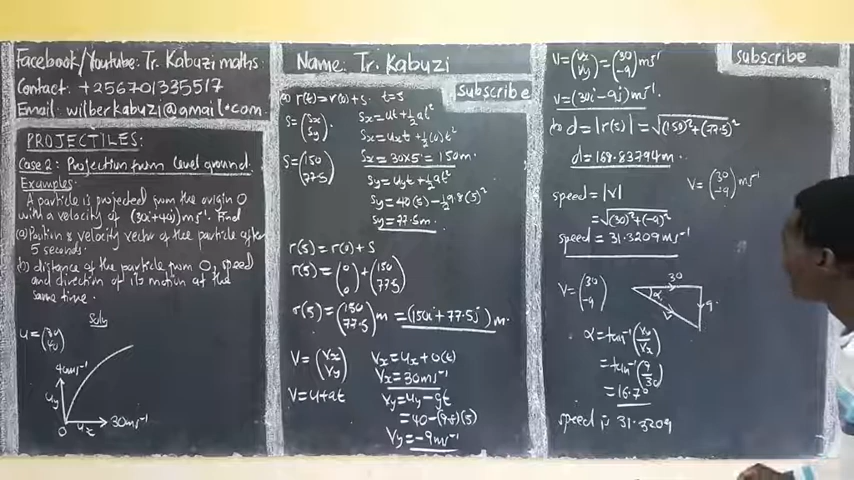 Facebook/Youtube: Tr. Kabuzi maths
Contact: +256701335517
Email: wilberkabuzi@gmail.com
PROJECTILES:
Case 2: Projection from level ground
Examples
A particle is projected from the origin O
with a velocity of (30i+40j)ms⁻¹. Find
(a) Position & velocity vector of the particle after
5 seconds.
(b) distance of the particle from O, speed
and direction of its motion at the
same time.
Soln
u = (30 40)
40ms⁻¹
uy
O ux 30ms⁻¹
Name: Tr. Kabuzi
Subscribe
(a) r(t) = r(0) + s. t=5
S = (Sx Sy). Sx = ut + ½at²
Sx = uxt + ½(0)t²
S = (150 77.5) Sx = 30x5 = 150m.
Sy = uyt + ½at²
Sy = 40(5) - ½9.8(5)²
Sy = 77.5m.
r(5) = r(0) + S
r(5) = (0 0) + (150 77.5)
r(5) = (150 77.5)m = (150i + 77.5j)m.
V = (Vx Vy) Vx = ux + 0(t)
Vx = 30ms⁻¹
V = u+at Vy = uy - gt
= 40 - (9.8)(5)
Vy = -9ms⁻¹
Subscribe
V = (Vx Vy) = (30 -9)ms⁻¹
V = (30i - 9j)ms⁻¹.
(b) d = |r(5)| = √(150)² + (77.5)²
d = 168.83794m
speed = |V| V = (30 -9)ms⁻¹
= √(30)² + (-9)²
speed = 31.3209ms⁻¹
V = (30 -9) 30
α 9
V
α = tan⁻¹(Vy/Vx)
= tan⁻¹(9/30)
= 16.7°
speed is 31.3209